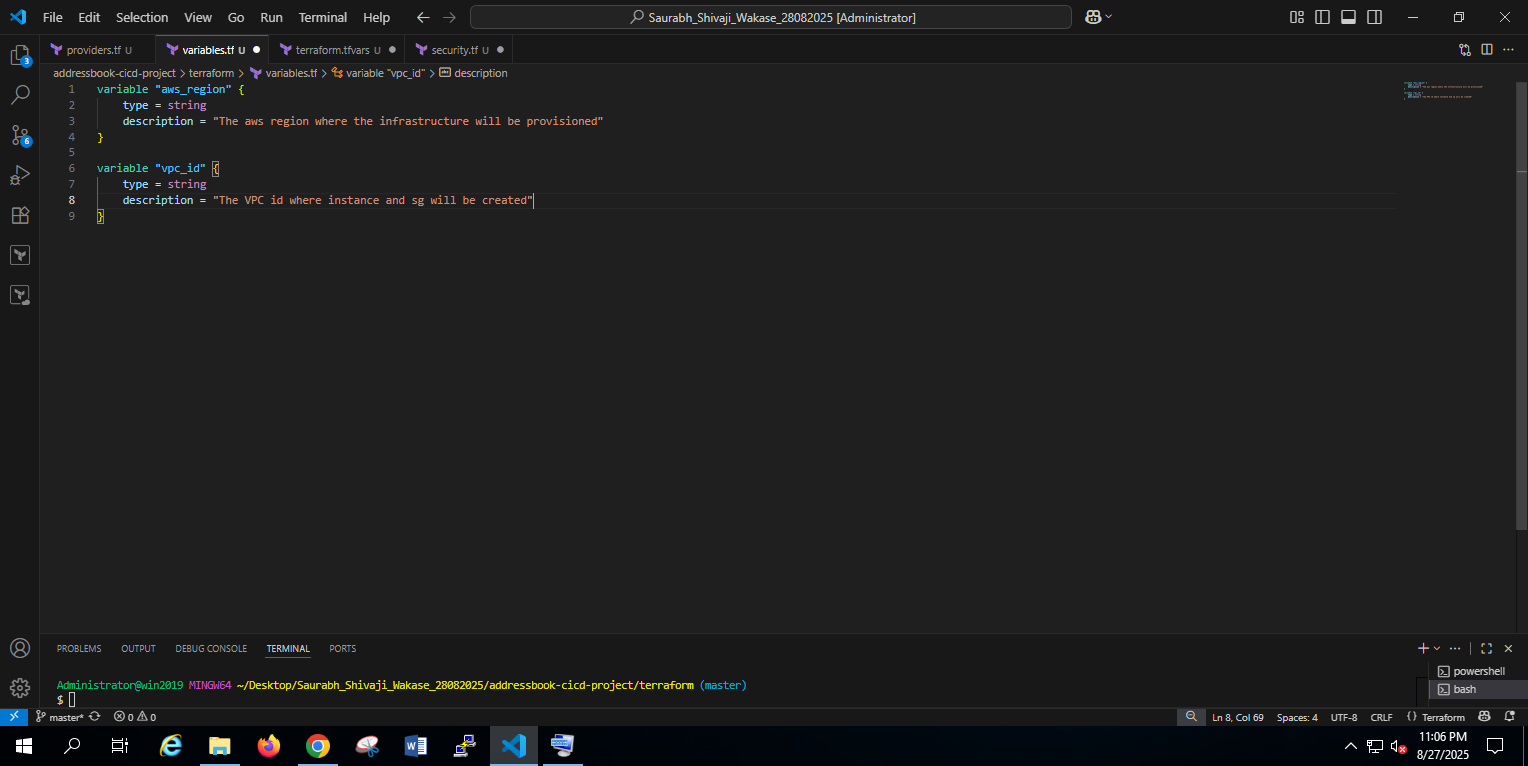 File Edit Selection View Go Run Terminal Help Saurabh_Shivaji_Wakase_28082025 [Administrator]
providers.tf U variables.tf U terraform.tfvars U security.tf U
addressbook-cicd-project > terraform > variables.tf > variable "vpc_id" > description
1 variable "aws_region" {
2 type = string
3 description = "The aws region where the infrastructure will be provisioned"
4 }
5
6 variable "vpc_id" {
7 type = string
8 description = "The VPC id where instance and sg will be created"
9 }
3
6
PROBLEMS OUTPUT DEBUG CONSOLE TERMINAL PORTS
powershell
bash
Administrator@win2019 MINGW64 ~/Desktop/Saurabh_Shivaji_Wakase_28082025/addressbook-cicd-project/terraform (master)
$
master* 0 0 Ln 8, Col 69 Spaces: 4 UTF-8 CRLF {} Terraform
11:06 PM
8/27/2025